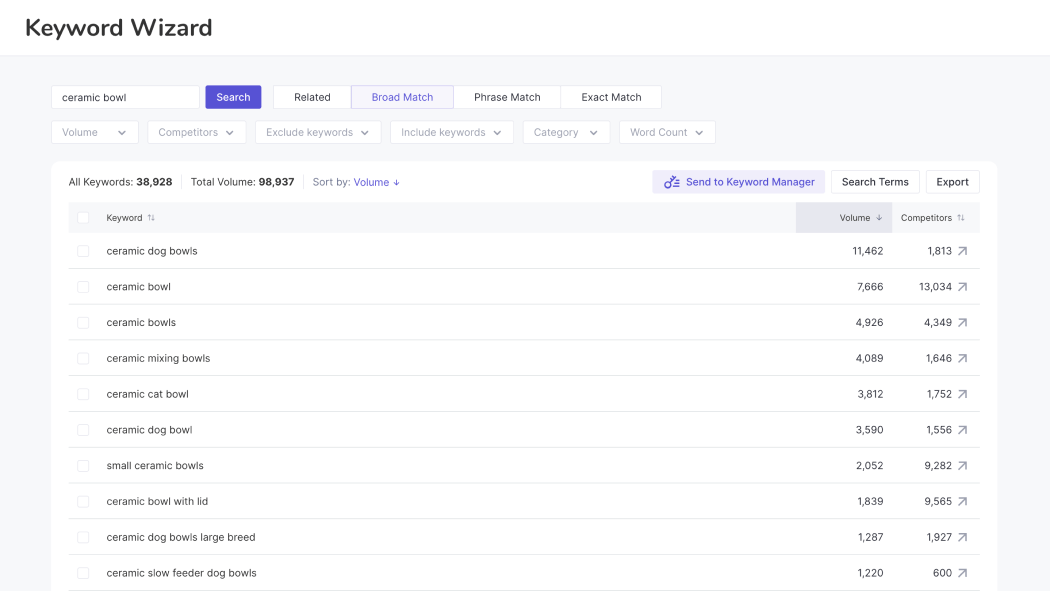 Keyword Wizard
ceramic bowl Search Related Broad Match Phrase Match Exact Match
Volume Competitors Exclude keywords Include keywords Category Word Count
All Keywords: 38,928 Total Volume: 98,937 Sort by: Volume ↓ Send to Keyword Manager Search Terms Export
Keyword Volume Competitors
ceramic dog bowls 11,462 1,813
ceramic bowl 7,666 13,034
ceramic bowls 4,926 4,349
ceramic mixing bowls 4,089 1,646
ceramic cat bowl 3,812 1,752
ceramic dog bowl 3,590 1,556
small ceramic bowls 2,052 9,282
ceramic bowl with lid 1,839 9,565
ceramic dog bowls large breed 1,287 1,927
ceramic slow feeder dog bowls 1,220 600